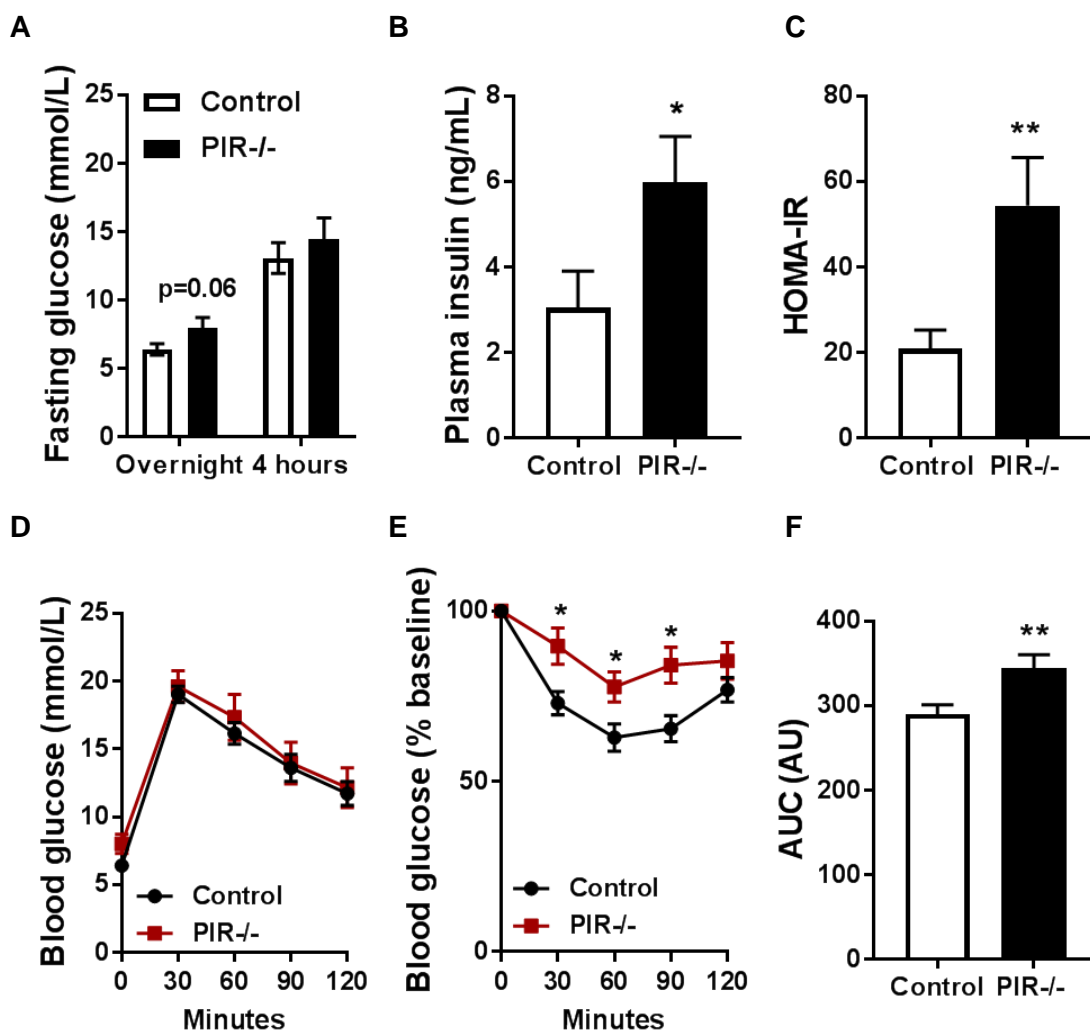 A
Fasting glucose (mmol/L)
25
20
15
10
5
0
Control
PIR-/-
p=0.06
Overnight 4 hours
B
Plasma insulin (ng/mL)
8
6
4
2
0
*
Control PIR-/-
C
HOMA-IR
80
60
40
20
0
**
Control PIR-/-
D
Blood glucose (mmol/L)
25
20
15
10
5
0
Control
PIR-/-
0 30 60 90 120
Minutes
E
Blood glucose (% baseline)
100
50
0
* * *
Control
PIR-/-
0 30 60 90 120
Minutes
F
AUC (AU)
400
300
200
100
0
**
Control PIR-/-